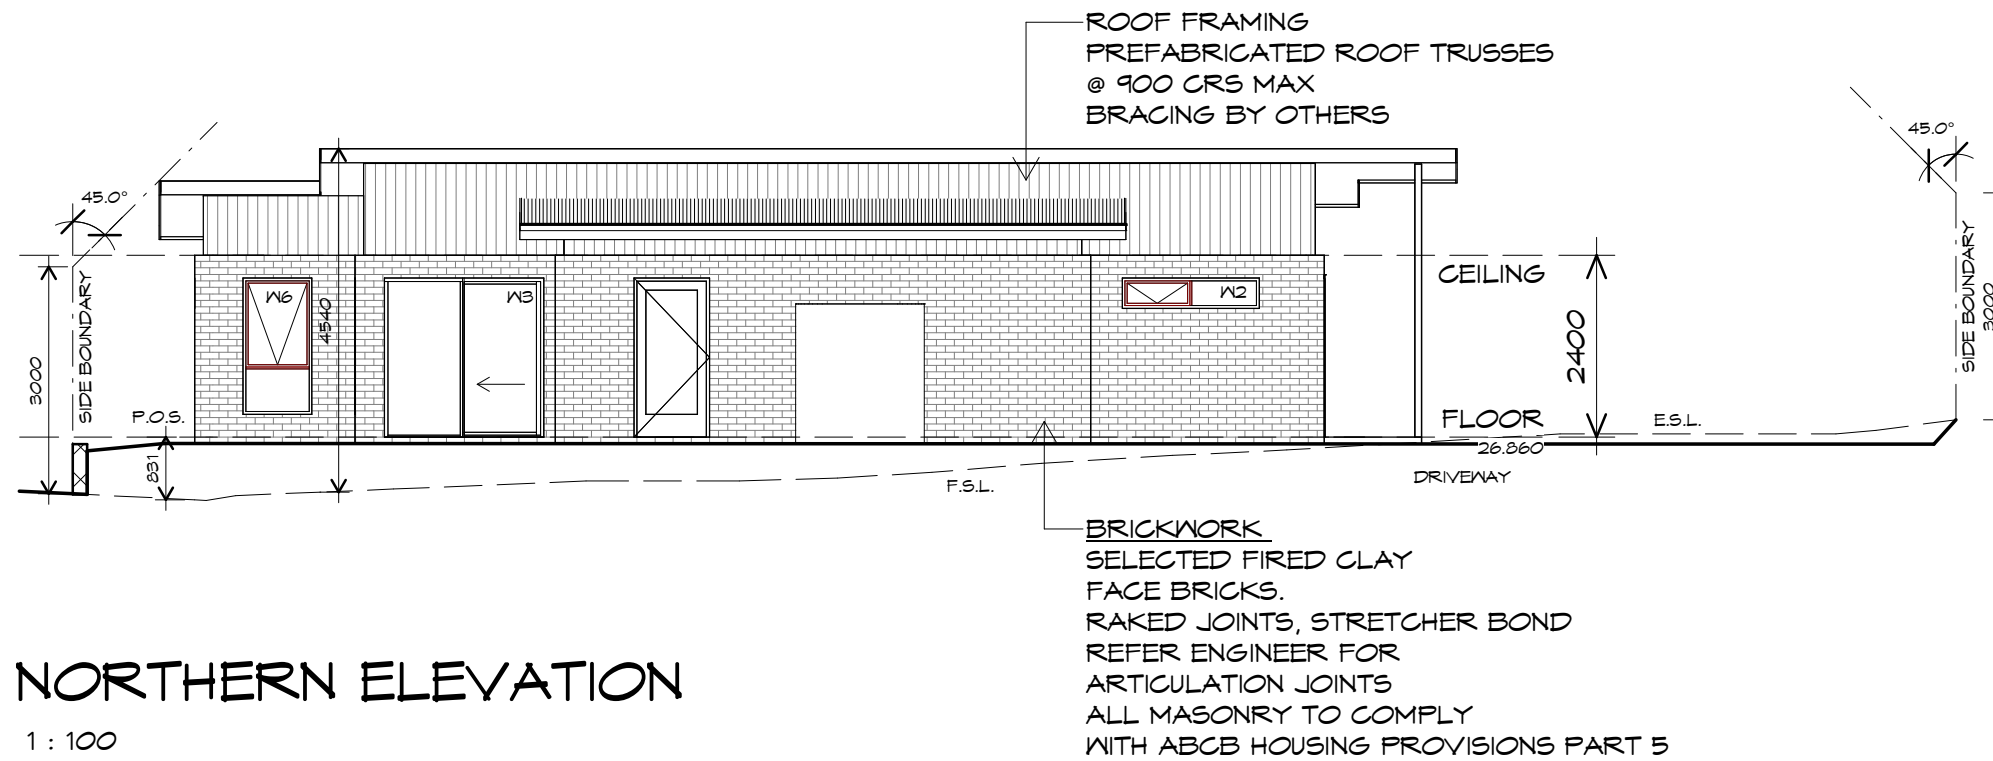 ROOF FRAMING
PREFABRICATED ROOF TRUSSES
@ 900 CRS MAX
BRACING BY OTHERS
45.0°
45.0°
W6
W3
W2
4540
3000
SIDE BOUNDARY
P.O.S.
831
CEILING
2400
FLOOR
26.860
E.S.L.
DRIVEWAY
F.S.L.
SIDE BOUNDARY
3000
BRICKWORK
SELECTED FIRED CLAY
FACE BRICKS.
RAKED JOINTS, STRETCHER BOND
REFER ENGINEER FOR
ARTICULATION JOINTS
ALL MASONRY TO COMPLY
WITH ABCB HOUSING PROVISIONS PART 5
NORTHERN ELEVATION
1 : 100